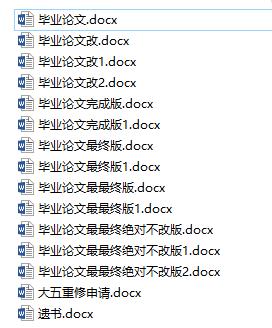 毕业论文.docx
毕业论文改.docx
毕业论文改1.docx
毕业论文改2.docx
毕业论文完成版.docx
毕业论文完成版1.docx
毕业论文最终版.docx
毕业论文最终版1.docx
毕业论文最最终版.docx
毕业论文最最终版1.docx
毕业论文最最终绝对不改版.docx
毕业论文最最终绝对不改版1.docx
毕业论文最最终绝对不改版2.docx
大五重修申请.docx
遗书.docx